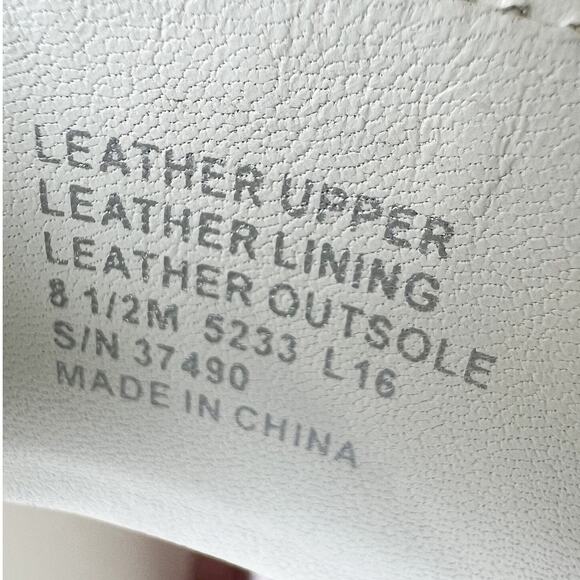 LEATHER UPPER
LEATHER LINING
LEATHER OUTSOLE
8 1/2M 5233 L16
S/N 37490
MADE IN CHINA